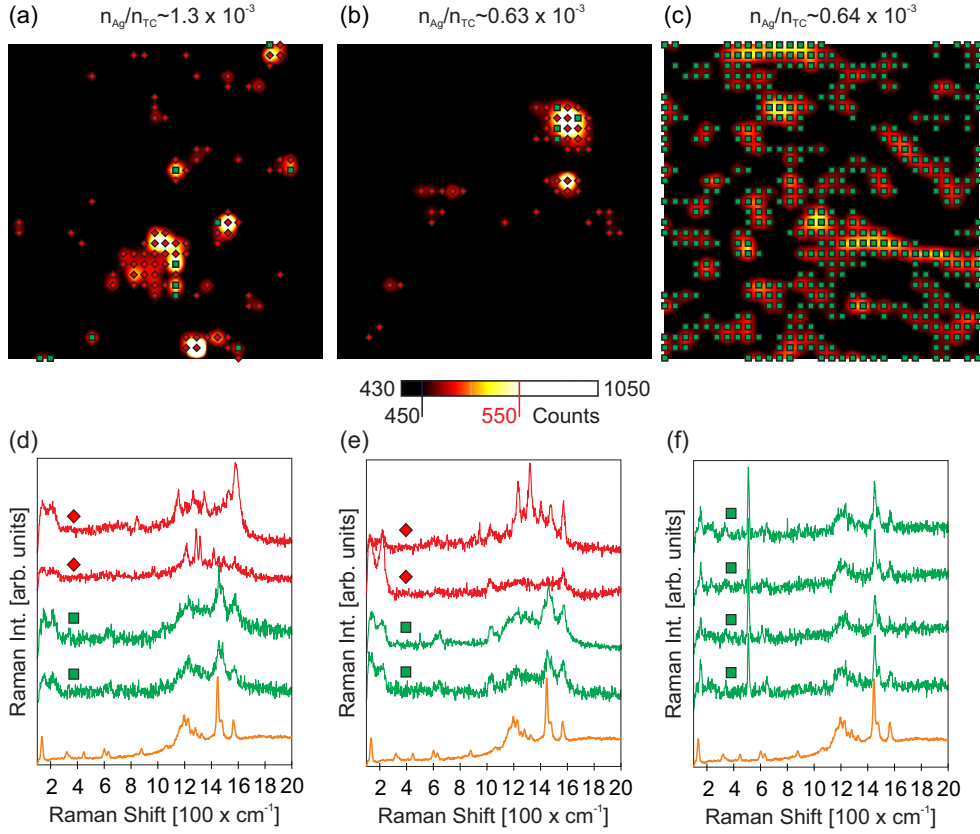 (a) n_Ag/n_TC~1.3 x 10⁻³
(b) n_Ag/n_TC~0.63 x 10⁻³
(c) n_Ag/n_TC~0.64 x 10⁻³
430 1050
450 550 Counts
(d)
Raman Int. [arb. units]
2 4 6 8 10 12 14 16 18 20
Raman Shift [100 x cm⁻¹]
(e)
Raman Int. [arb. units]
2 4 6 8 10 12 14 16 18 20
Raman Shift [100 x cm⁻¹]
(f)
Raman Int. [arb. units]
2 4 6 8 10 12 14 16 18 20
Raman Shift [100 x cm⁻¹]